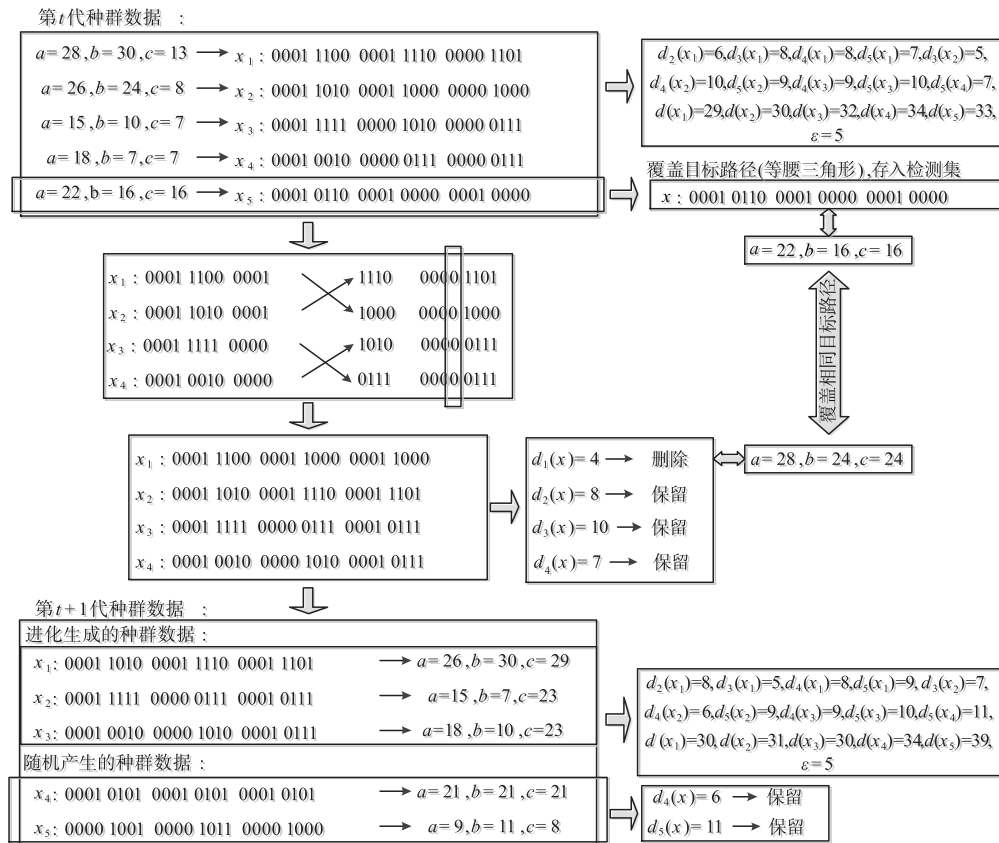 第t代种群数据 :
a=28,b=30,c=13 → x₁: 0001 1100 0001 1110 0000 1101
a=26,b=24,c=8 → x₂: 0001 1010 0001 1000 0000 1000
a=15,b=10,c=7 → x₃: 0001 1111 0000 1010 0000 0111
a=18,b=7,c=7 → x₄: 0001 0010 0000 0111 0000 0111
a=22,b=16,c=16 → x₅: 0001 0110 0001 0000 0001 0000
d₂(x₁)=6,d₃(x₁)=8,d₄(x₁)=8,d₅(x₁)=7,d₃(x₂)=5,
d₄(x₂)=10,d₅(x₂)=9,d₄(x₃)=9,d₅(x₃)=10,d₅(x₄)=7,
d(x₁)=29,d(x₂)=30,d(x₃)=32,d(x₄)=34,d(x₅)=33,
ε=5
覆盖目标路径(等腰三角形),存入检测集
x: 0001 0110 0001 0000 0001 0000
a=22,b=16,c=16
覆盖相同目标路径
a=28,b=24,c=24
x₁: 0001 1100 0001 1110 0000 1101
x₂: 0001 1010 0001 1000 0000 1000
x₃: 0001 1111 0000 1010 0000 0111
x₄: 0001 0010 0000 0111 0000 0111
x₁: 0001 1100 0001 1000 0001 1000
x₂: 0001 1010 0001 1110 0001 1101
x₃: 0001 1111 0000 0111 0001 0111
x₄: 0001 0010 0000 1010 0001 0111
d₁(x)=4 → 删除
d₂(x)=8 → 保留
d₃(x)=10 → 保留
d₄(x)=7 → 保留
第t+1代种群数据 :
进化生成的种群数据:
x₁: 0001 1010 0001 1110 0001 1101 → a=26,b=30,c=29
x₂: 0001 1111 0000 0111 0001 0111 → a=15,b=7,c=23
x₃: 0001 0010 0000 1010 0001 0111 → a=18,b=10,c=23
随机产生的种群数据:
x₄: 0001 0101 0001 0101 0001 0101 → a=21,b=21,c=21
x₅: 0000 1001 0000 1011 0000 1000 → a=9,b=11,c=8
d₂(x₁)=8,d₃(x₁)=5,d₄(x₁)=8,d₅(x₁)=9,d₃(x₂)=7,
d₄(x₂)=6,d₅(x₂)=9,d₄(x₃)=9,d₅(x₃)=10,d₅(x₄)=11,
d(x₁)=30,d(x₂)=31,d(x₃)=30,d(x₄)=34,d(x₅)=39,
ε=5
d₄(x)=6 → 保留
d₅(x)=11 → 保留